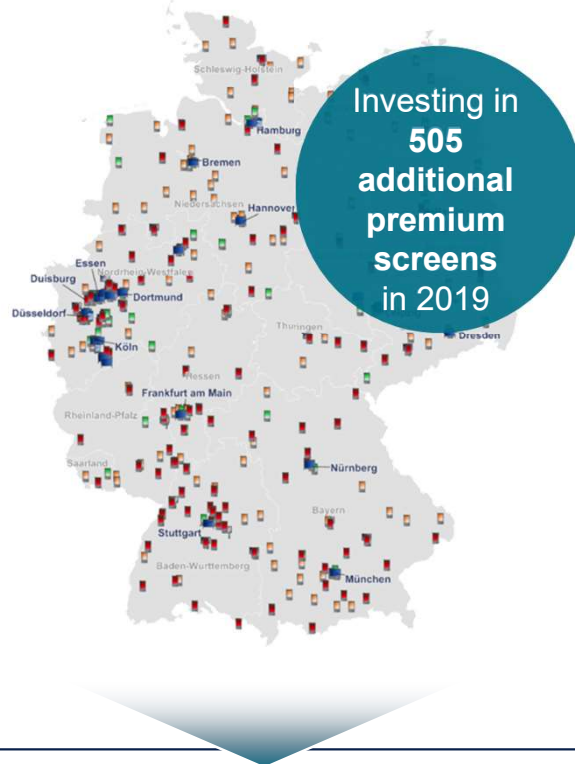 Schleswig-Holstein
Investing in
505
additional
premium
screens
in 2019
Hamburg
Bremen
Niedersachsen
Hannover
Essen
Nordrhein-Westfalen
Duisburg
Dortmund
Düsseldorf
Köln
Thüringen
Dresden
Hessen
Frankfurt am Main
Rheinland-Pfalz
Saarland
Nürnberg
Bayern
Stuttgart
Baden-Württemberg
München